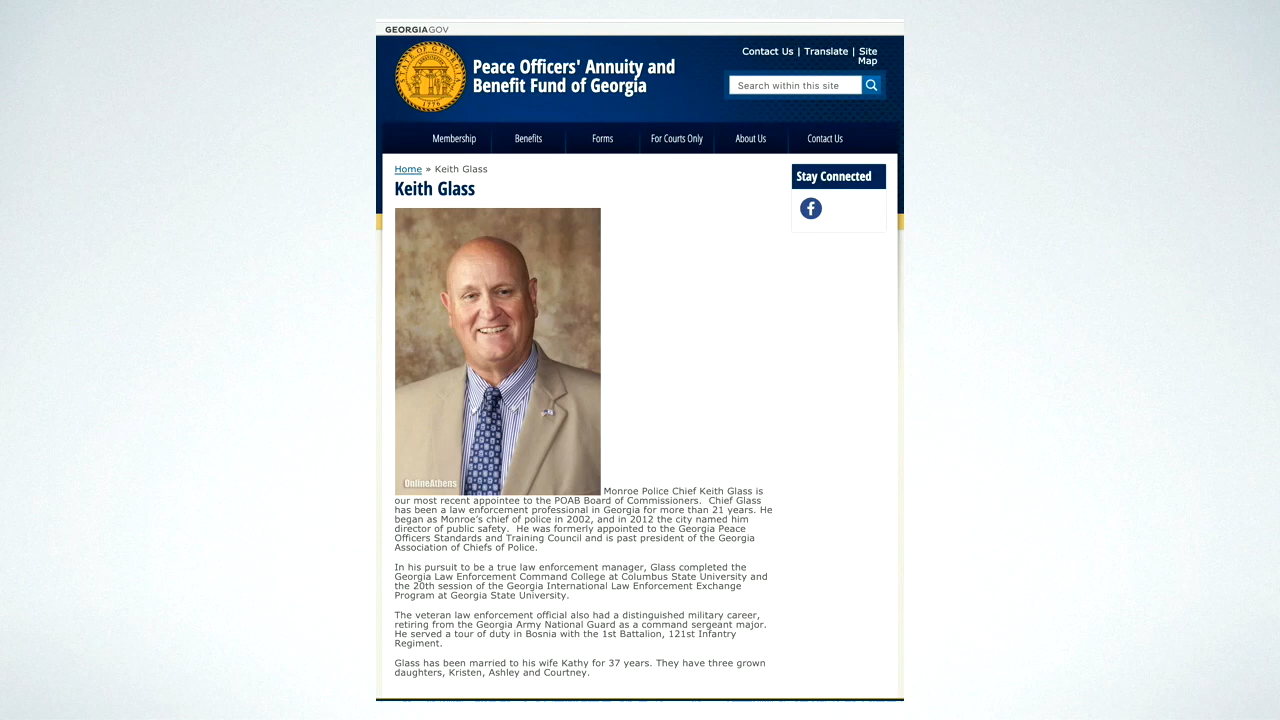 GEORGIAGOV
Contact Us | Translate | Site
Map
Peace Officers' Annuity and
Benefit Fund of Georgia
Search within this site
Membership Benefits Forms For Courts Only About Us Contact Us
Home » Keith Glass
Stay Connected
Keith Glass
OnlineAthens
Monroe Police Chief Keith Glass is
our most recent appointee to the POAB Board of Commissioners. Chief Glass
has been a law enforcement professional in Georgia for more than 21 years. He
began as Monroe's chief of police in 2002, and in 2012 the city named him
director of public safety. He was formerly appointed to the Georgia Peace
Officers Standards and Training Council and is past president of the Georgia
Association of Chiefs of Police.
In his pursuit to be a true law enforcement manager, Glass completed the
Georgia Law Enforcement Command College at Columbus State University and
the 20th session of the Georgia International Law Enforcement Exchange
Program at Georgia State University.
The veteran law enforcement official also had a distinguished military career,
retiring from the Georgia Army National Guard as a command sergeant major.
He served a tour of duty in Bosnia with the 1st Battalion, 121st Infantry
Regiment.
Glass has been married to his wife Kathy for 37 years. They have three grown
daughters, Kristen, Ashley and Courtney.